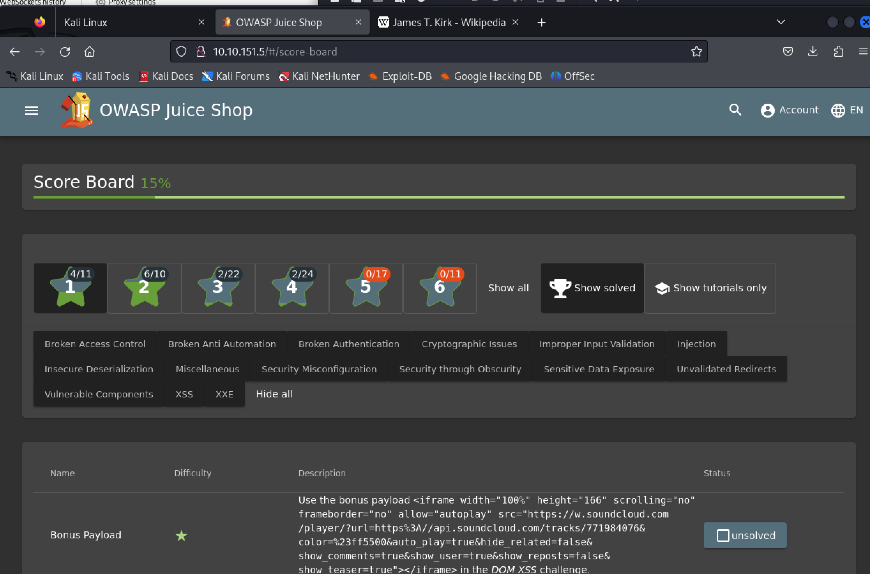 WebSockets history
Proxy settings
Kali Linux
OWASP Juice Shop
James T. Kirk - Wikipedia
10.10.151.5/#/score-board
Kali Linux
Kali Tools
Kali Docs
Kali Forums
Kali NetHunter
Exploit-DB
Google Hacking DB
OffSec
OWASP Juice Shop
Account
EN
Score Board 15%
4/11
1
6/10
2
2/22
3
2/24
4
0/17
5
0/11
6
Show all
Show solved
Show tutorials only
Broken Access Control
Broken Anti Automation
Broken Authentication
Cryptographic Issues
Improper Input Validation
Injection
Insecure Deserialization
Miscellaneous
Security Misconfiguration
Security through Obscurity
Sensitive Data Exposure
Unvalidated Redirects
Vulnerable Components
XSS
XXE
Hide all
Name
Difficulty
Description
Status
Bonus Payload
Use the bonus payload <iframe width="100%" height="166" scrolling="no"
frameborder="no" allow="autoplay" src="https://w.soundcloud.com
/player/?url=https%3A//api.soundcloud.com/tracks/771984076&
color=%23ff5500&auto_play=true&hide_related=false&
show_comments=true&show_user=true&show_reposts=false&
show_teaser=true"></iframe> in the DOM XSS challenge.
unsolved